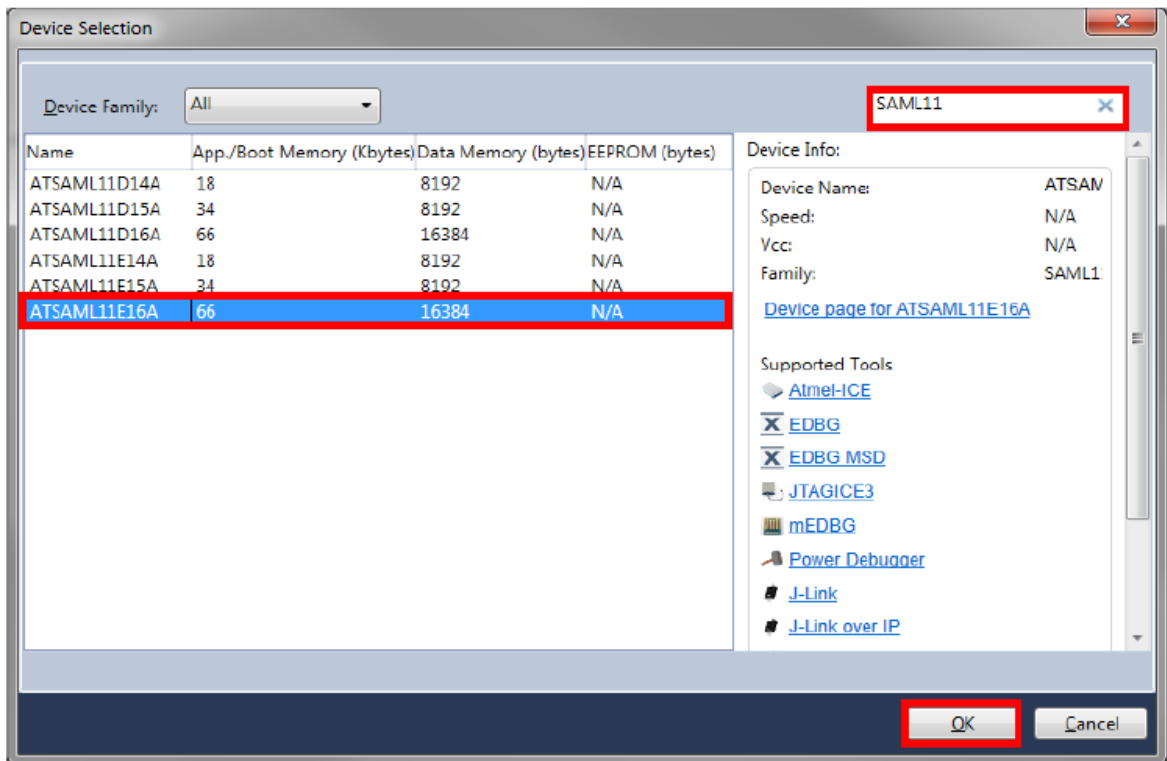 Device Selection
Device Family: All
SAML11
Name App./Boot Memory (Kbytes) Data Memory (bytes) EEPROM (bytes)
ATSAML11D14A 18 8192 N/A
ATSAML11D15A 34 8192 N/A
ATSAML11D16A 66 16384 N/A
ATSAML11E14A 18 8192 N/A
ATSAML11E15A 34 8192 N/A
ATSAML11E16A 66 16384 N/A
Device Info:
Device Name: ATSAM
Speed: N/A
Vcc: N/A
Family: SAML1
Device page for ATSAML11E16A
Supported Tools
Atmel-ICE
EDBG
EDBG MSD
JTAGICE3
mEDBG
Power Debugger
J-Link
J-Link over IP
OK Cancel